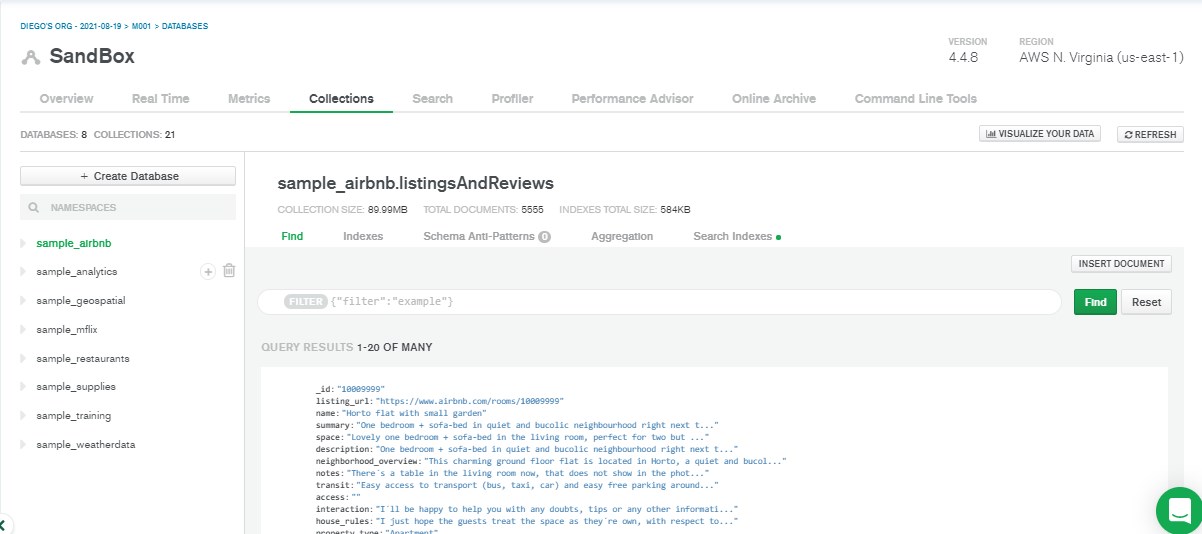 DIEGO'S ORG - 2021-08-19 > M001 > DATABASES
SandBox
VERSION
4.4.8
REGION
AWS N. Virginia (us-east-1)
Overview Real Time Metrics Collections Search Profiler Performance Advisor Online Archive Command Line Tools
DATABASES: 8 COLLECTIONS: 21
VISUALIZE YOUR DATA
REFRESH
+ Create Database
NAMESPACES
sample_airbnb
sample_analytics
sample_geospatial
sample_mflix
sample_restaurants
sample_supplies
sample_training
sample_weatherdata
sample_airbnb.listingsAndReviews
COLLECTION SIZE: 89.99MB TOTAL DOCUMENTS: 5555 INDEXES TOTAL SIZE: 584KB
Find Indexes Schema Anti-Patterns 0 Aggregation Search Indexes
INSERT DOCUMENT
FILTER {"filter":"example"}
Find Reset
QUERY RESULTS 1-20 OF MANY
_id: "10009999"
listing_url: "https://www.airbnb.com/rooms/10009999"
name: "Horto flat with small garden"
summary: "One bedroom + sofa-bed in quiet and bucolic neighbourhood right next t..."
space: "Lovely one bedroom + sofa-bed in the living room, perfect for two but ..."
description: "One bedroom + sofa-bed in quiet and bucolic neighbourhood right next t..."
neighborhood_overview: "This charming ground floor flat is located in Horto, a quiet and bucol..."
notes: "There´s a table in the living room now, that does not show in the phot..."
transit: "Easy access to transport (bus, taxi, car) and easy free parking around..."
access: ""
interaction: "I´ll be happy to help you with any doubts, tips or any other informati..."
house_rules: "I just hope the guests treat the space as they´re own, with respect to..."
property_type: "Apartment"